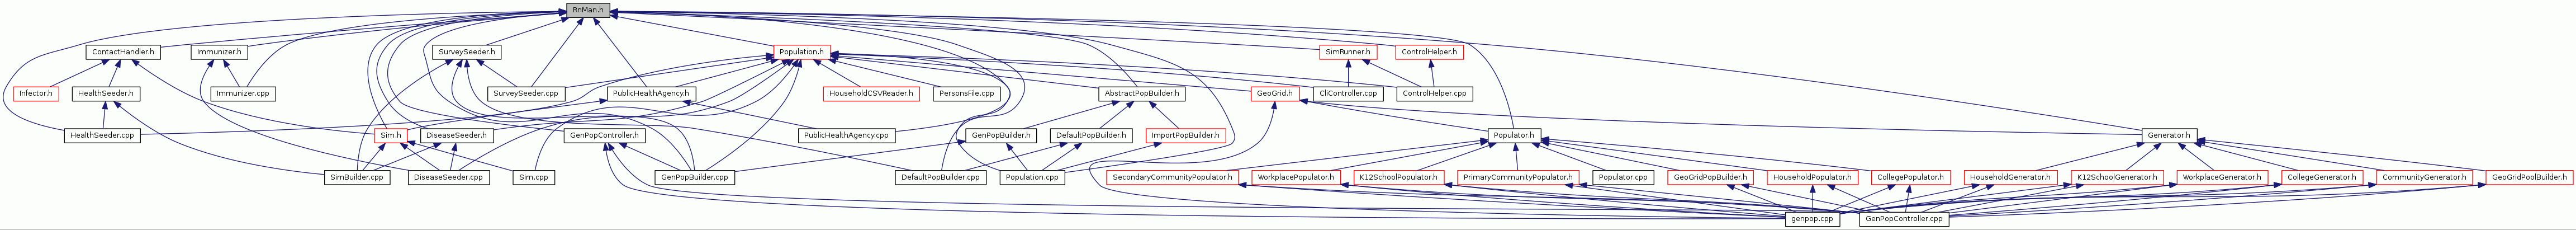 RnMan.h
ContactHandler.h Immunizer.h SurveySeeder.h Population.h SimRunner.h ControlHelper.h
Infector.h HealthSeeder.h Immunizer.cpp SurveySeeder.cpp PublicHealthAgency.h HouseholdCSVReader.h PersonsFile.cpp AbstractPopBuilder.h GeoGrid.h CliController.cpp ControlHelper.cpp
HealthSeeder.cpp Sim.h DiseaseSeeder.h GenPopController.h PublicHealthAgency.cpp GenPopBuilder.h DefaultPopBuilder.h ImportPopBuilder.h Populator.h Generator.h
SimBuilder.cpp DiseaseSeeder.cpp Sim.cpp GenPopBuilder.cpp DefaultPopBuilder.cpp Population.cpp SecondaryCommunityPopulator.h WorkplacePopulator.h K12SchoolPopulator.h PrimaryCommunityPopulator.h Populator.cpp GeoGridPopBuilder.h HouseholdPopulator.h CollegePopulator.h HouseholdGenerator.h K12SchoolGenerator.h WorkplaceGenerator.h CollegeGenerator.h CommunityGenerator.h GeoGridPoolBuilder.h
genpop.cpp GenPopController.cpp